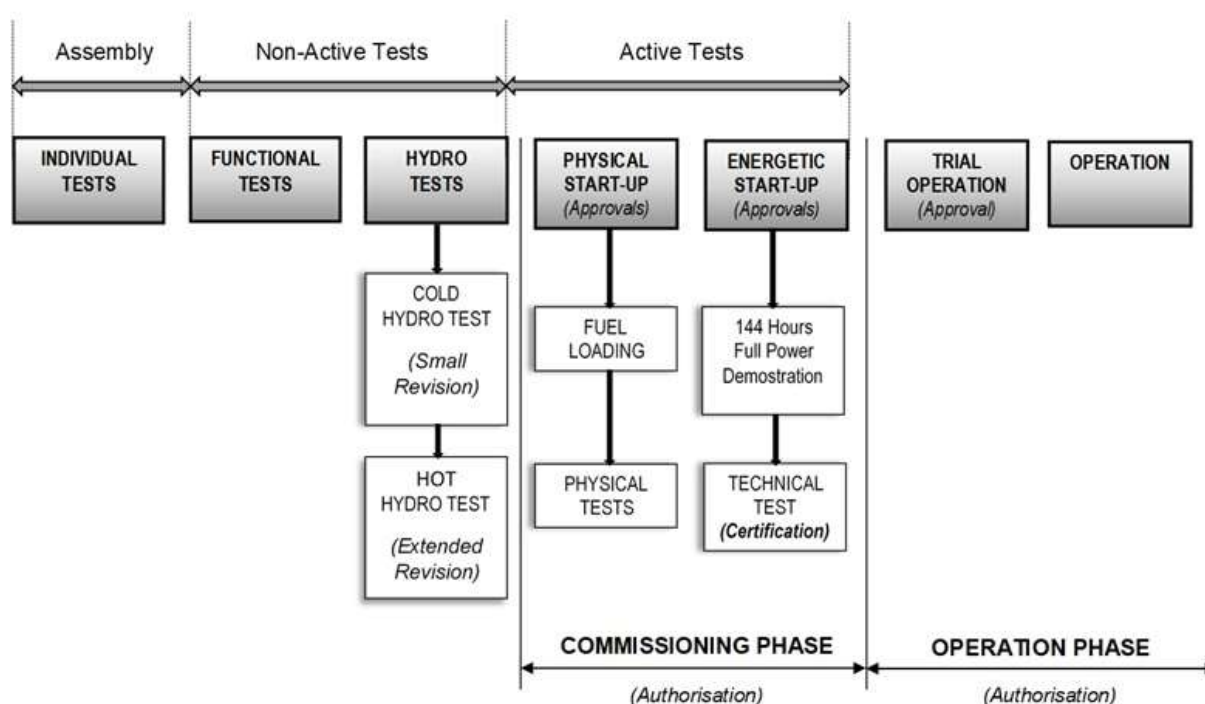 Assembly
Non-Active Tests
Active Tests
INDIVIDUAL
TESTS
FUNCTIONAL
TESTS
HYDRO
TESTS
PHYSICAL
START-UP
(Approvals)
ENERGETIC
START-UP
(Approvals)
TRIAL
OPERATION
(Approval)
OPERATION
COLD
HYDRO TEST
(Small
Revision)
FUEL
LOADING
144 Hours
Full Power
Demostration
HOT
HYDRO TEST
(Extended
Revision)
PHYSICAL
TESTS
TECHNICAL
TEST
(Certification)
COMMISSIONING PHASE
OPERATION PHASE
(Authorisation)
(Authorisation)